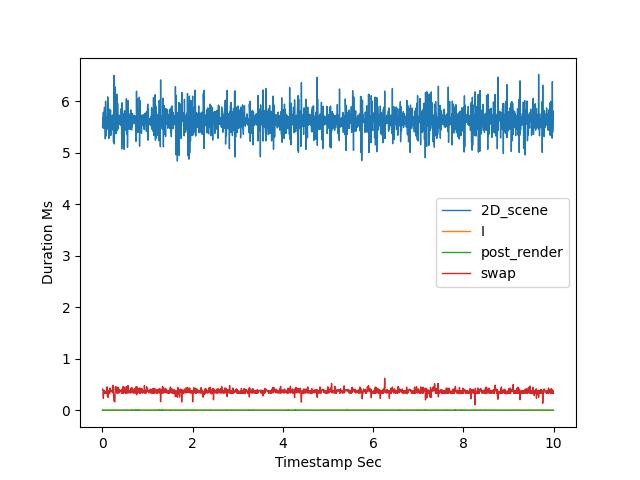 6
5
4
3
2
1
0
Duration Ms
2D_scene
I
post_render
swap
0 2 4 6 8 10
Timestamp Sec